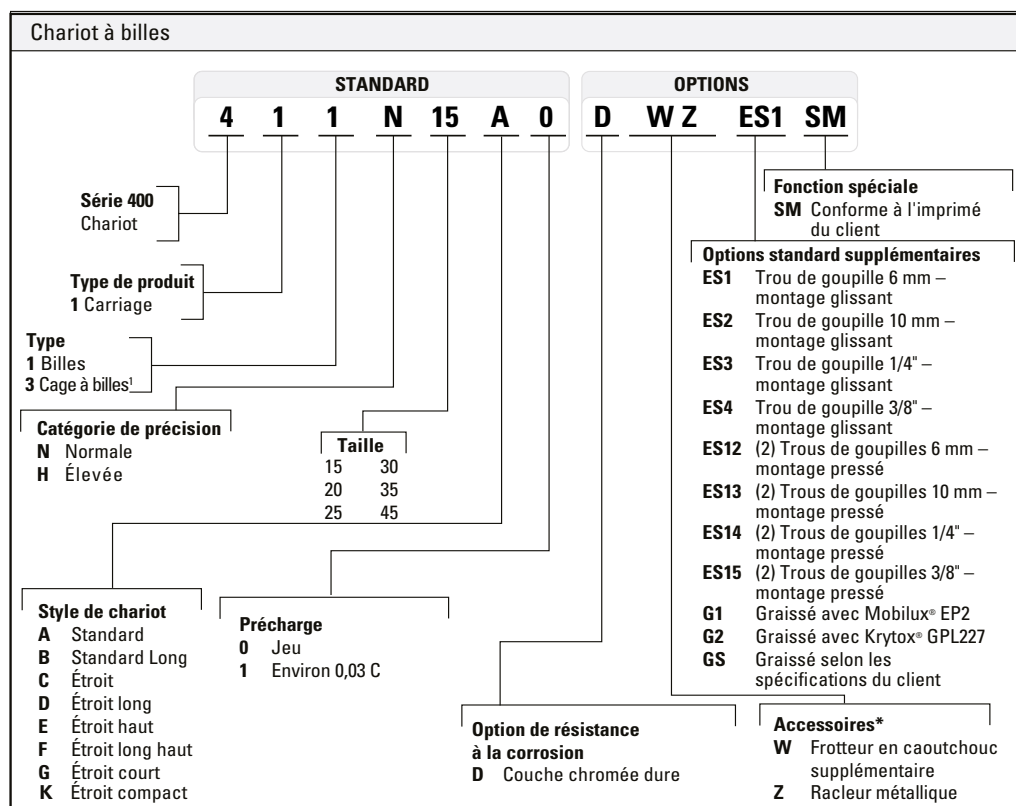 Chariot à billes
STANDARD
OPTIONS
4 1 1 N 15 A 0 D W Z ES1 SM
Série 400
Chariot
Type de produit
1 Carriage
Type
1 Billes
3 Cage à billes¹
Catégorie de précision
N Normale
H Élevée
Taille
15 30
20 35
25 45
Style de chariot
A Standard
B Standard Long
C Étroit
D Étroit long
E Étroit haut
F Étroit long haut
G Étroit court
K Étroit compact
Précharge
0 Jeu
1 Environ 0,03 C
Option de résistance
à la corrosion
D Couche chromée dure
Fonction spéciale
SM Conforme à l'imprimé
du client
Options standard supplémentaires
ES1 Trou de goupille 6 mm –
montage glissant
ES2 Trou de goupille 10 mm –
montage glissant
ES3 Trou de goupille 1/4" –
montage glissant
ES4 Trou de goupille 3/8" –
montage glissant
ES12 (2) Trous de goupilles 6 mm –
montage pressé
ES13 (2) Trous de goupilles 10 mm –
montage pressé
ES14 (2) Trous de goupilles 1/4" –
montage pressé
ES15 (2) Trous de goupilles 3/8" –
montage pressé
G1 Graissé avec Mobilux® EP2
G2 Graissé avec Krytox® GPL227
GS Graissé selon les
spécifications du client
Accessoires*
W Frotteur en caoutchouc
supplémentaire
Z Racleur métallique